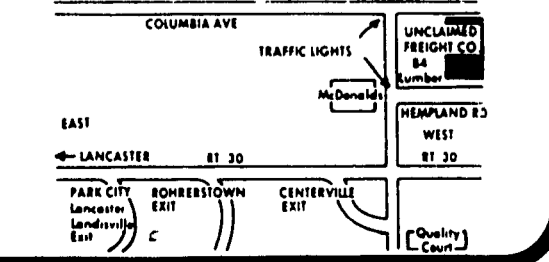 COLUMBIA AVE
UNCLAIMED
FREIGHT CO
84
Lumber
TRAFFIC LIGHTS
McDonalds
HEMPLAND RD
EAST
WEST
LANCASTER
RT 30
RT 30
PARK CITY
Lancaster
Landisville
Exit
ROHRERSTOWN
EXIT
CENTERVILLE
EXIT
Quality
Court